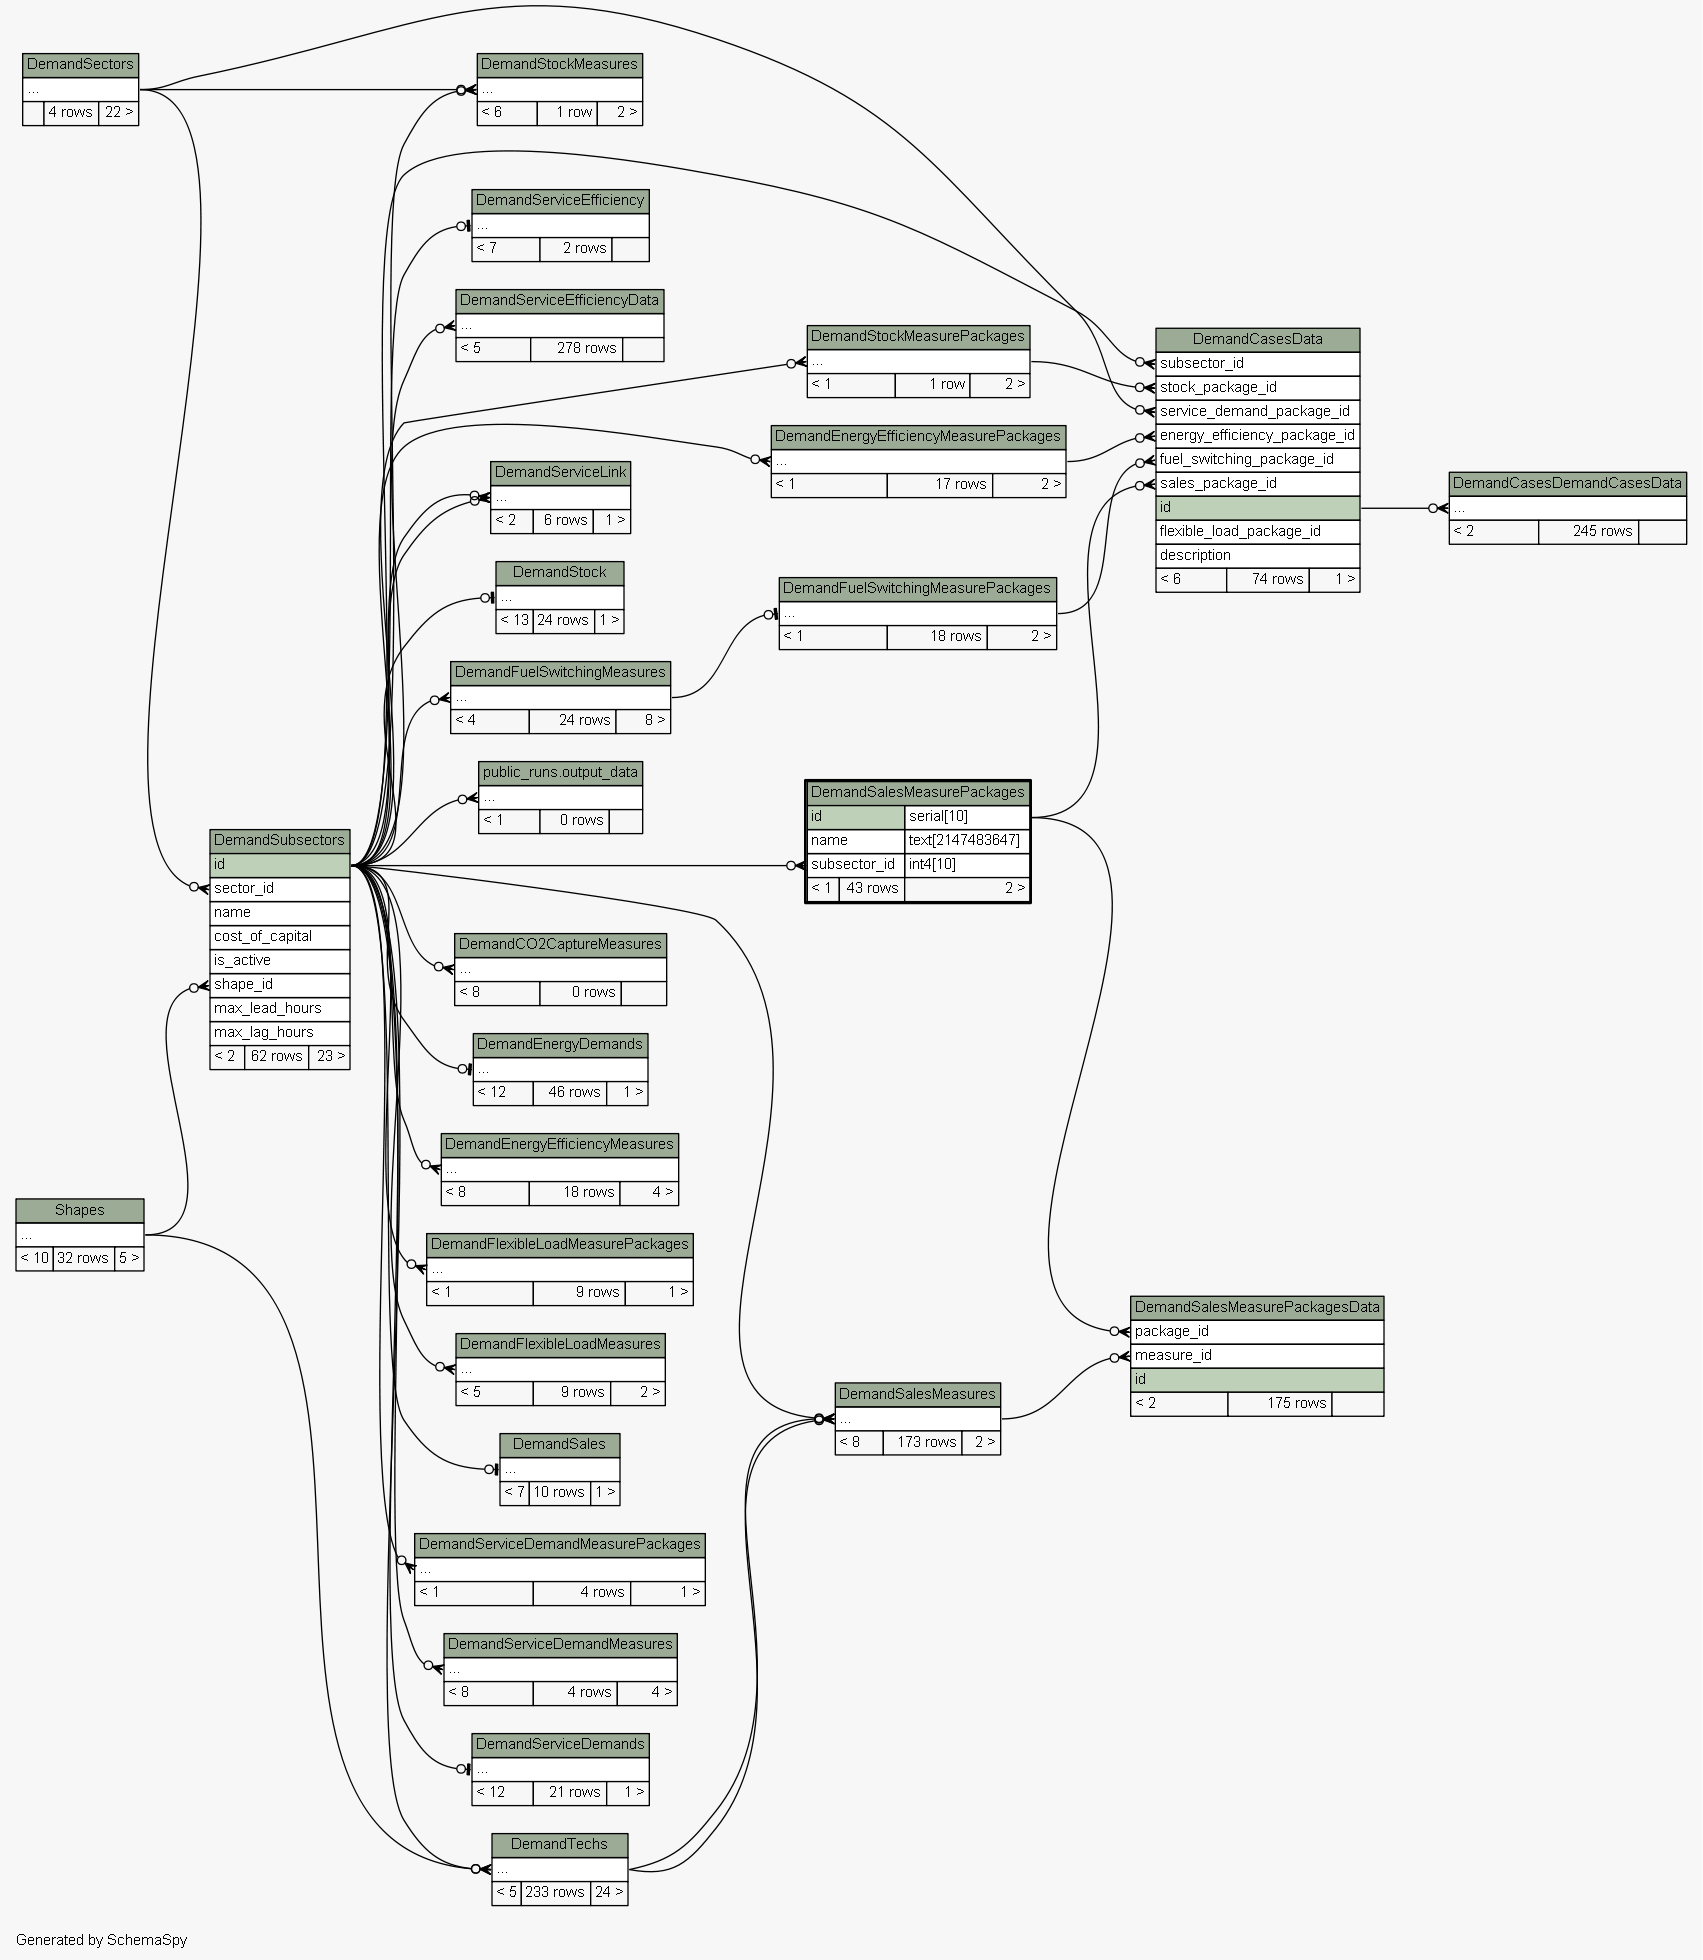 DemandSectors
...
4 rows 22 >
DemandStockMeasures
...
< 6 1 row 2 >
DemandServiceEfficiency
...
< 7 2 rows
DemandServiceEfficiencyData
...
< 5 278 rows
DemandStockMeasurePackages
...
< 1 1 row 2 >
DemandCasesData
subsector_id
stock_package_id
service_demand_package_id
energy_efficiency_package_id
fuel_switching_package_id
sales_package_id
id
flexible_load_package_id
description
< 6 74 rows 1 >
DemandEnergyEfficiencyMeasurePackages
...
< 1 17 rows 2 >
DemandServiceLink
...
< 2 6 rows 1 >
DemandCasesDemandCasesData
...
< 2 245 rows
DemandStock
...
< 13 24 rows 1 >
DemandFuelSwitchingMeasurePackages
...
< 1 18 rows 2 >
DemandFuelSwitchingMeasures
...
< 4 24 rows 8 >
public_runs.output_data
...
< 1 0 rows
DemandSalesMeasurePackages
id serial[10]
name text[2147483647]
subsector_id int4[10]
< 1 43 rows 2 >
DemandSubsectors
id
sector_id
name
cost_of_capital
is_active
shape_id
max_lead_hours
max_lag_hours
< 2 62 rows 23 >
DemandCO2CaptureMeasures
...
< 8 0 rows
DemandEnergyDemands
...
< 12 46 rows 1 >
DemandEnergyEfficiencyMeasures
...
< 8 18 rows 4 >
Shapes
...
< 10 32 rows 5 >
DemandFlexibleLoadMeasurePackages
...
< 1 9 rows 1 >
DemandSalesMeasurePackagesData
package_id
measure_id
id
< 2 175 rows
DemandFlexibleLoadMeasures
...
< 5 9 rows 2 >
DemandSalesMeasures
...
< 8 173 rows 2 >
DemandSales
...
< 7 10 rows 1 >
DemandServiceDemandMeasurePackages
...
< 1 4 rows 1 >
DemandServiceDemandMeasures
...
< 8 4 rows 4 >
DemandServiceDemands
...
< 12 21 rows 1 >
DemandTechs
...
< 5 233 rows 24 >
Generated by SchemaSpy